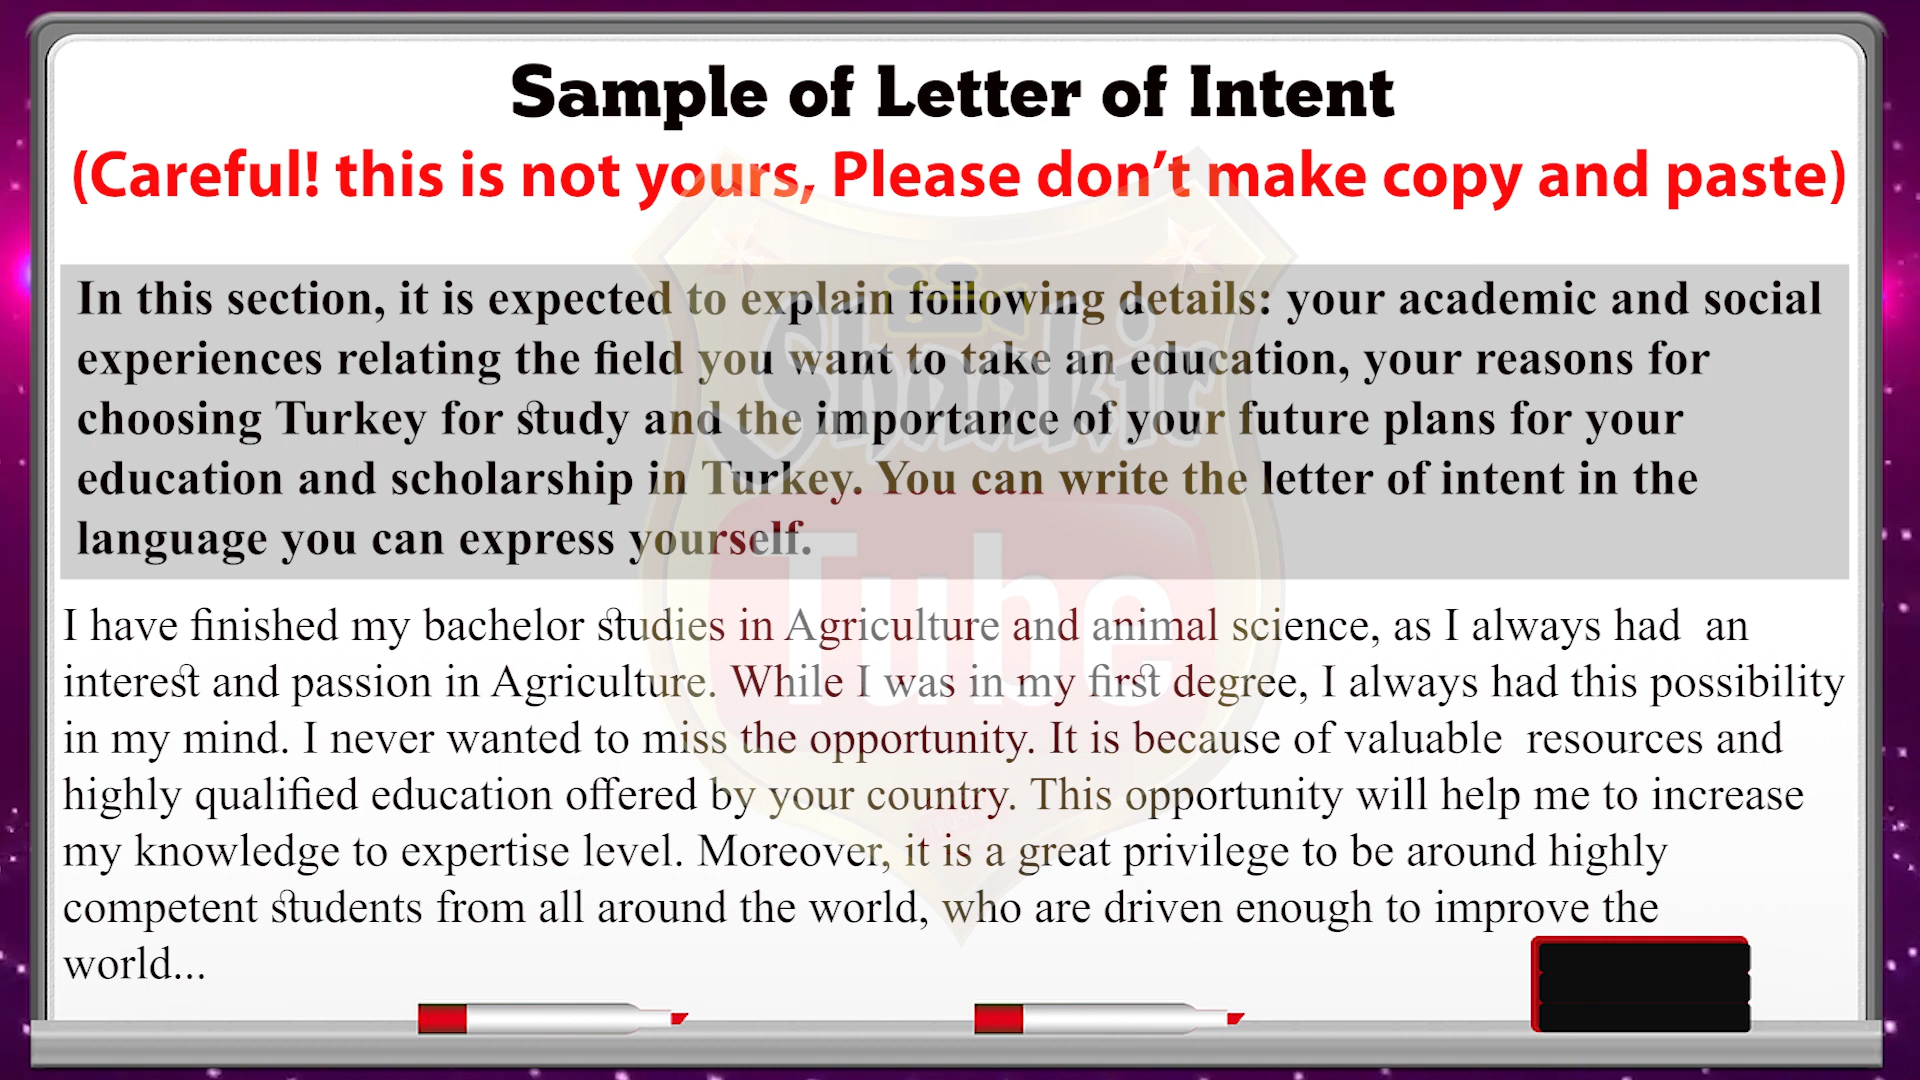 Sample of Letter of Intent
(Careful! this is not yours, Please don’t make copy and paste)
In this section, it is expected to explain following details: your academic and social
experiences relating the field you want to take an education, your reasons for
choosing Turkey for study and the importance of your future plans for your
education and scholarship in Turkey. You can write the letter of intent in the
language you can express yourself.
Shaakir
Tube
I have finished my bachelor studies in Agriculture and animal science, as I always had an
interest and passion in Agriculture. While I was in my first degree, I always had this possibility
in my mind. I never wanted to miss the opportunity. It is because of valuable resources and
highly qualified education offered by your country. This opportunity will help me to increase
my knowledge to expertise level. Moreover, it is a great privilege to be around highly
competent students from all around the world, who are driven enough to improve the
world...